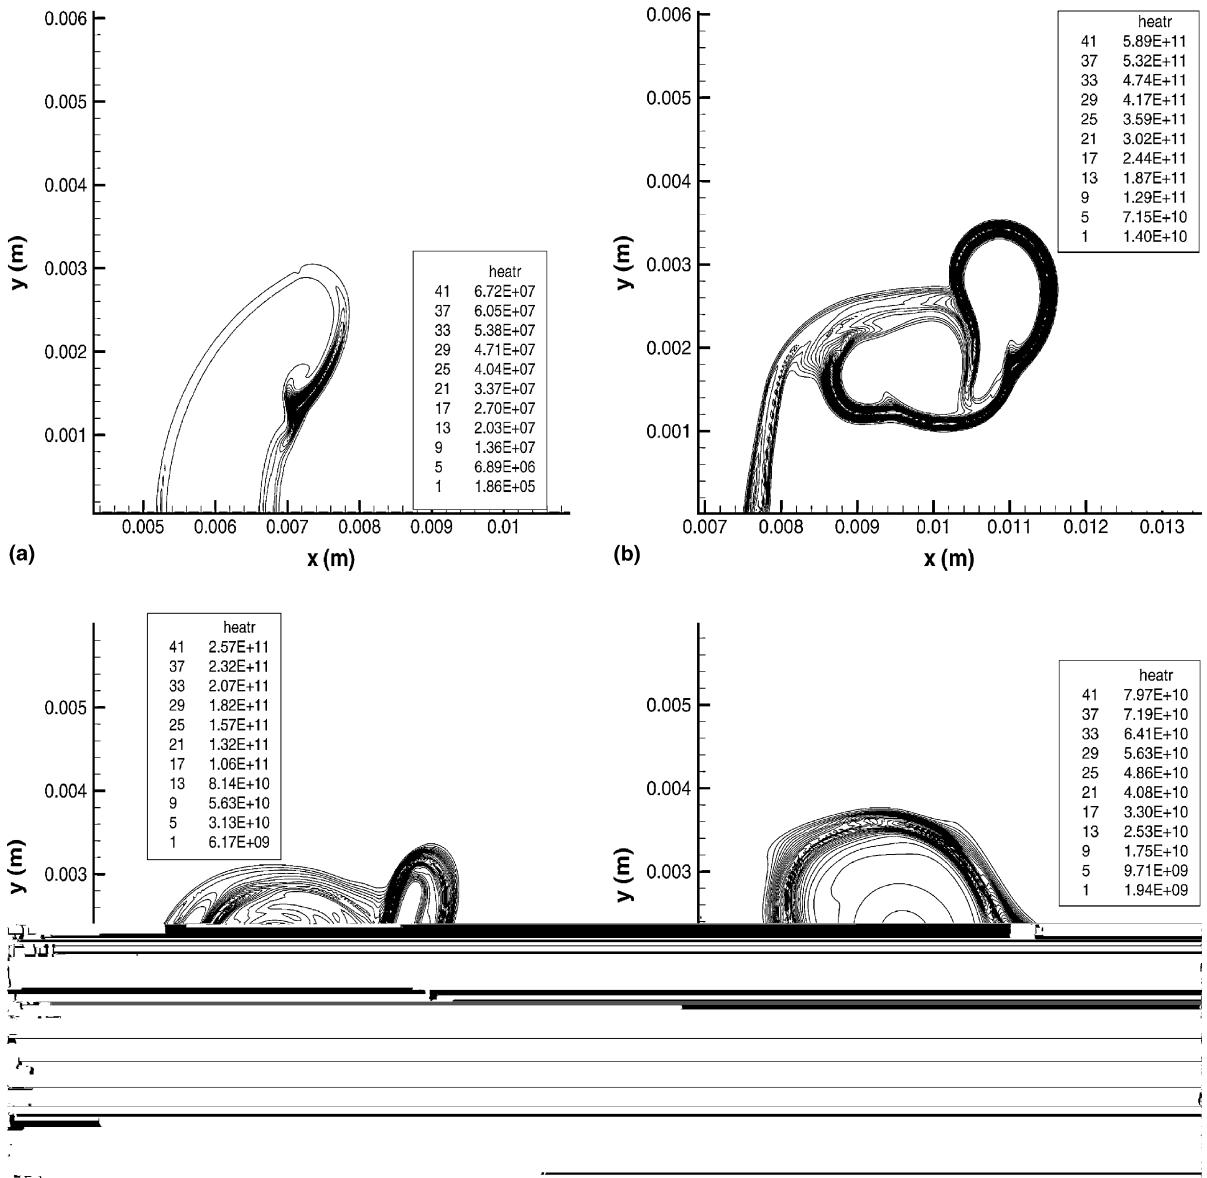 0.006
0.005
0.004
0.003
0.002
0.001
y (m)
heatr
41 6.72E+07
37 6.05E+07
33 5.38E+07
29 4.71E+07
25 4.04E+07
21 3.37E+07
17 2.70E+07
13 2.03E+07
9 1.36E+07
5 6.89E+06
1 1.86E+05
0.005 0.006 0.007 0.008 0.009 0.01
(a)
x (m)
0.006
0.005
0.004
0.003
0.002
0.001
y (m)
heatr
41 5.89E+11
37 5.32E+11
33 4.74E+11
29 4.17E+11
25 3.59E+11
21 3.02E+11
17 2.44E+11
13 1.87E+11
9 1.29E+11
5 7.15E+10
1 1.40E+10
0.007 0.008 0.009 0.01 0.011 0.012 0.013
(b)
x (m)
heatr
41 2.57E+11
37 2.32E+11
33 2.07E+11
29 1.82E+11
25 1.57E+11
21 1.32E+11
17 1.06E+11
13 8.14E+10
9 5.63E+10
5 3.13E+10
1 6.17E+09
0.005
0.004
0.003
y (m)
heatr
41 7.97E+10
37 7.19E+10
33 6.41E+10
29 5.63E+10
25 4.86E+10
21 4.08E+10
17 3.30E+10
13 2.53E+10
9 1.75E+10
5 9.71E+09
1 1.94E+09
0.005
0.004
0.003
y (m)